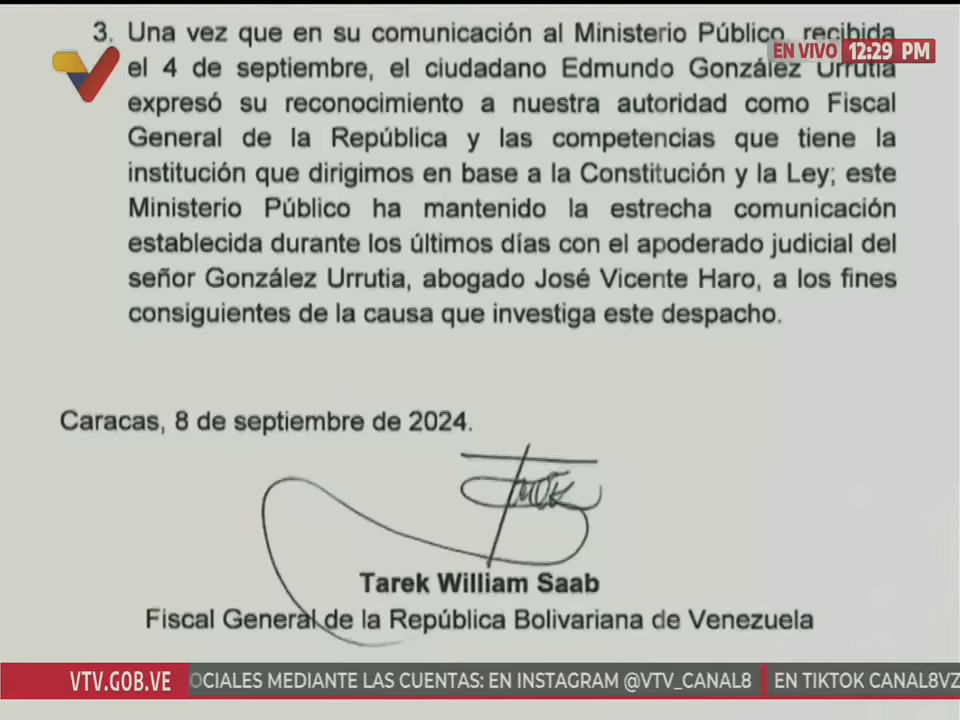 3. Una vez que en su comunicación al Ministerio Público, recibida
EN VIVO 12:29 PM
el 4 de septiembre, el ciudadano Edmundo González Urrutia
expresó su reconocimiento a nuestra autoridad como Fiscal
General de la República y las competencias que tiene la
institución que dirigimos en base a la Constitución y la Ley; este
Ministerio Público ha mantenido la estrecha comunicación
establecida durante los últimos días con el apoderado judicial del
señor González Urrutia, abogado José Vicente Haro, a los fines
consiguientes de la causa que investiga este despacho.
Caracas, 8 de septiembre de 2024.
Tarek William Saab
Fiscal General de la República Bolivariana de Venezuela
VTV.GOB.VE OCIALES MEDIANTE LAS CUENTAS: EN INSTAGRAM @VTV_CANAL8 EN TIKTOK CANAL8VZ